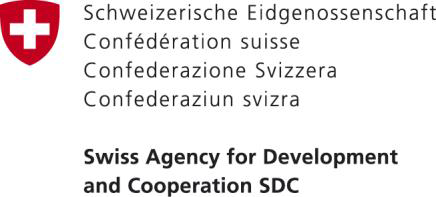 Schweizerische Eidgenossenschaft
Confédération suisse
Confederazione Svizzera
Confederaziun svizra
Swiss Agency for Development
and Cooperation SDC